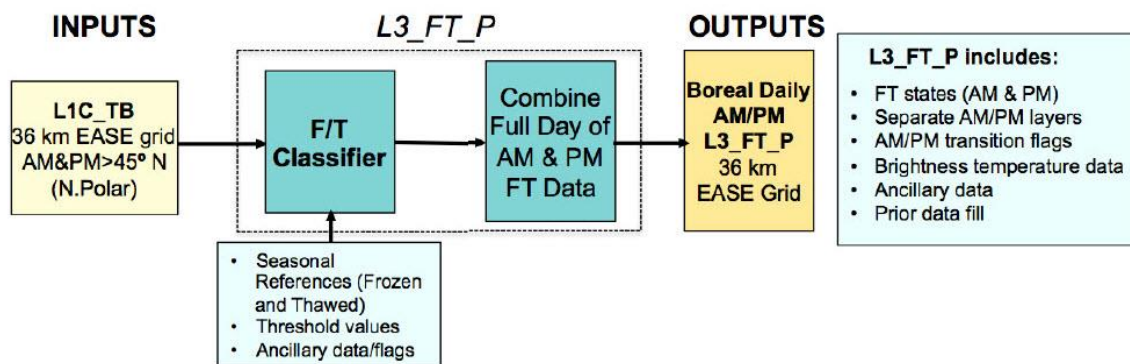 INPUTS
L3_FT_P
OUTPUTS
L1C_TB
36 km EASE grid
AM&PM>45º N
(N.Polar)
F/T
Classifier
Combine
Full Day of
AM & PM
FT Data
Boreal Daily
AM/PM
L3_FT_P
36 km
EASE Grid
L3_FT_P includes:
• FT states (AM & PM)
• Separate AM/PM layers
• AM/PM transition flags
• Brightness temperature data
• Ancillary data
• Prior data fill
• Seasonal
References (Frozen
and Thawed)
• Threshold values
• Ancillary data/flags